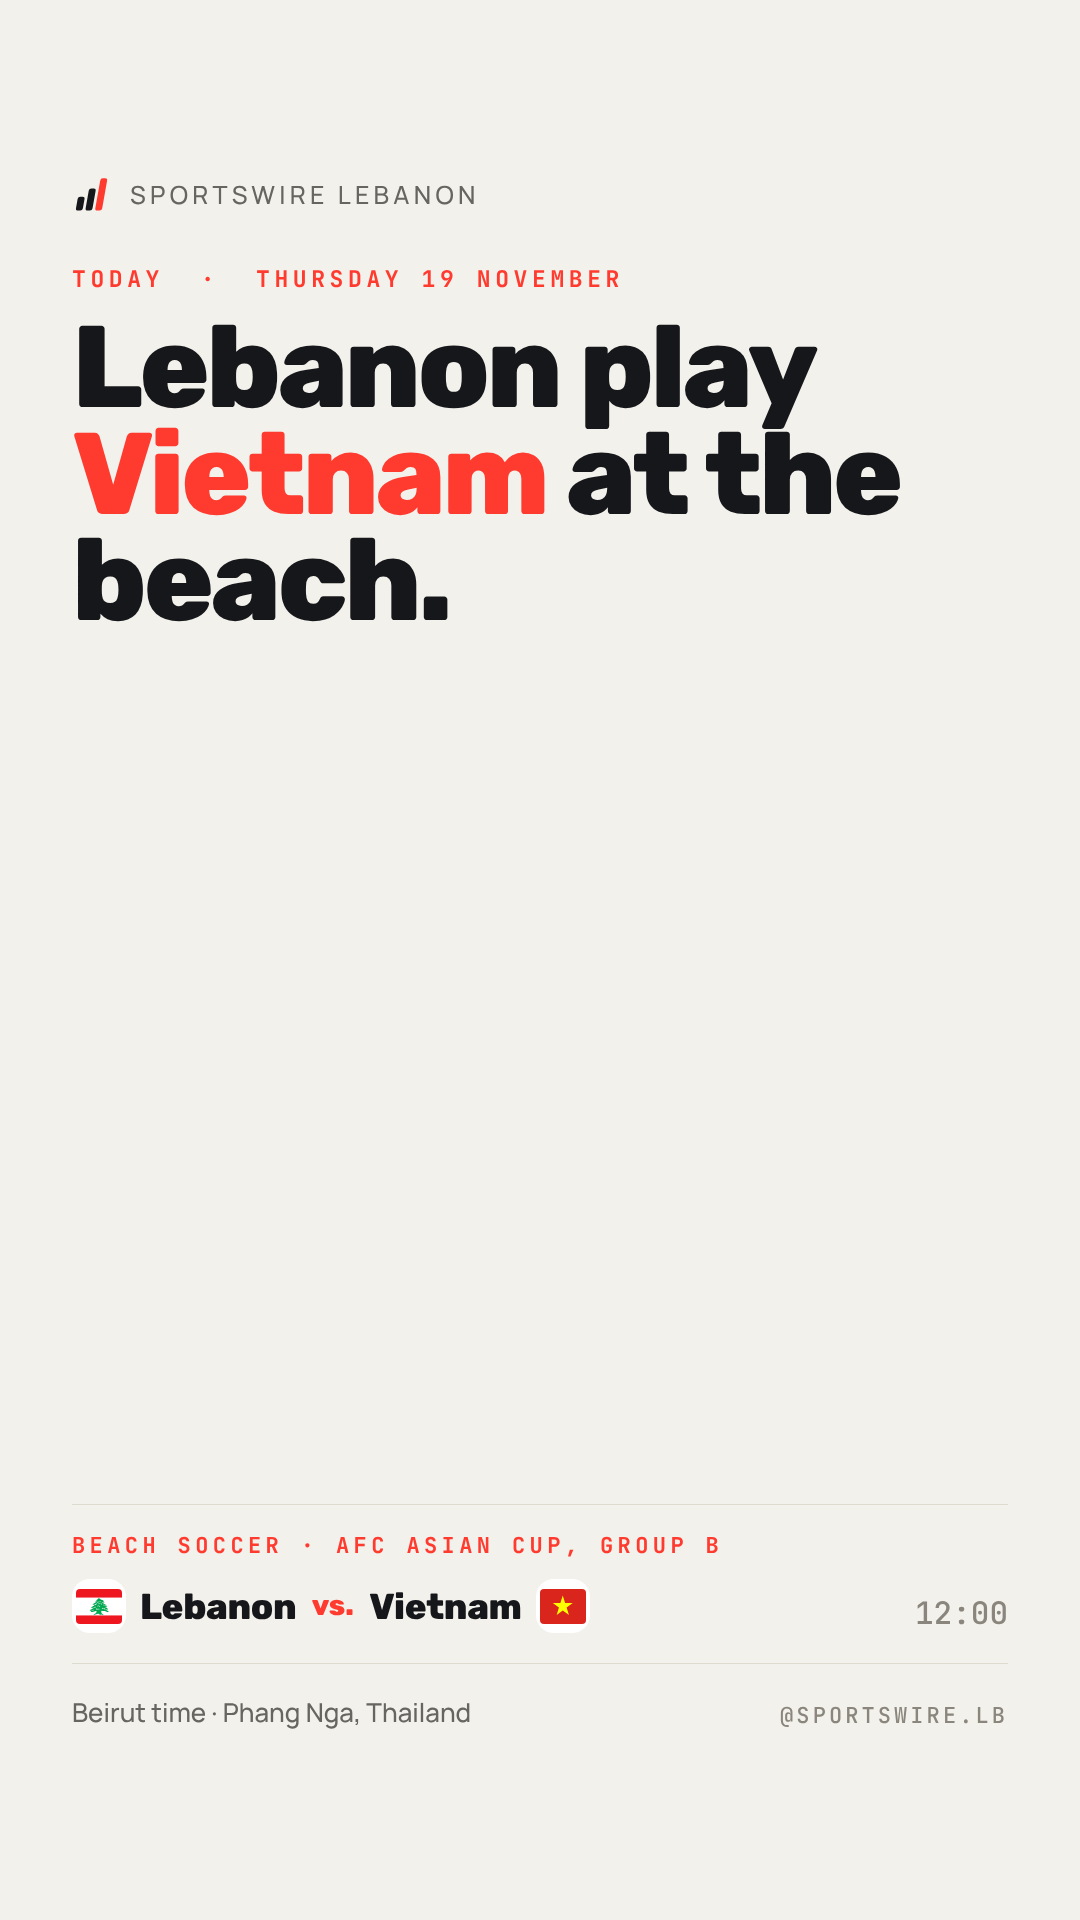 SPORTSWIRE LEBANON
TODAY · THURSDAY 19 NOVEMBER
Lebanon play
Vietnam at the
beach.
BEACH SOCCER · AFC ASIAN CUP, GROUP B
Lebanon vs. Vietnam 12:00
Beirut time · Phang Nga, Thailand @SPORTSWIRE.LB